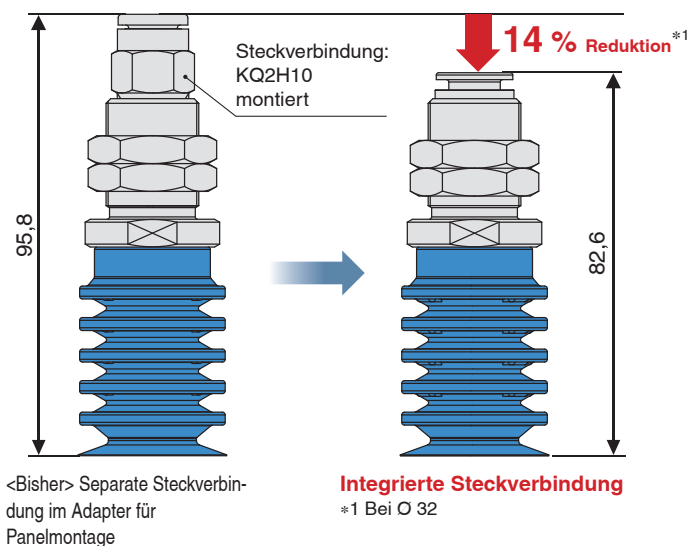 Steckverbindung:
KQ2H10
montiert
14 % Reduktion*1
95,8
82,6
<Bisher> Separate Steckverbin-
dung im Adapter für
Panelmontage
Integrierte Steckverbindung
*1 Bei Ø 32